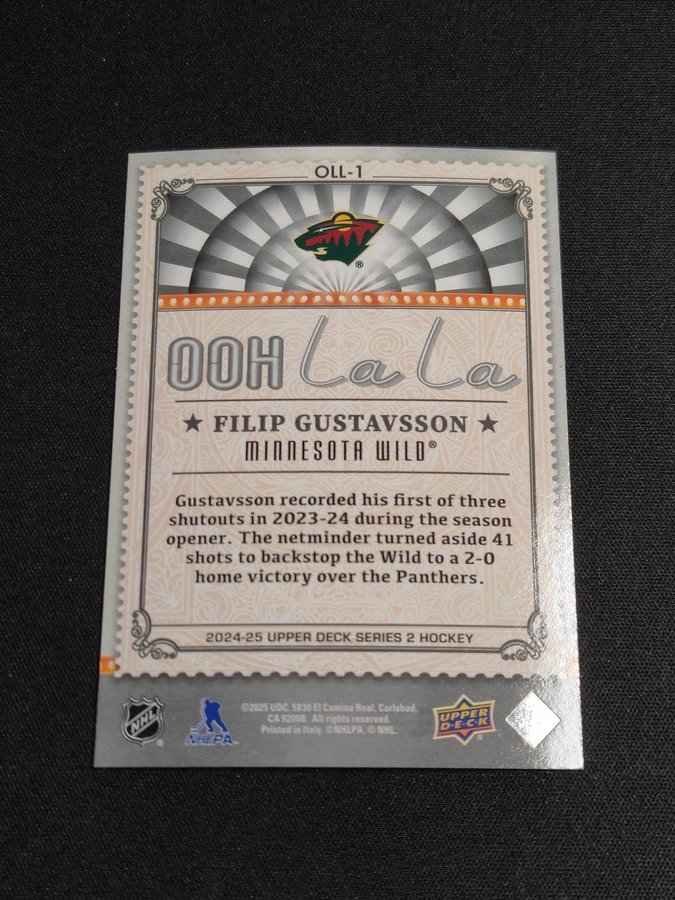 OLL-1
®
OOH La La
★ FILIP GUSTAVSSON ★
MINNESOTA WILD®
Gustavsson recorded his first of three
shutouts in 2023-24 during the season
opener. The netminder turned aside 41
shots to backstop the Wild to a 2-0
home victory over the Panthers.
2024-25 UPPER DECK SERIES 2 HOCKEY
NHL
NHLPA
©2025 UDC. 5830 El Camino Real, Carlsbad,
CA 92008. All rights reserved.
Printed in Italy. ©NHLPA. © NHL.
UPPER
DECK